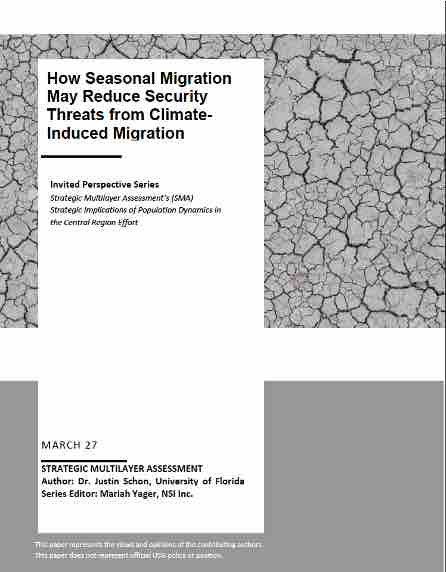 How Seasonal Migration
May Reduce Security
Threats from Climate-
Induced Migration
Invited Perspective Series
Strategic Multilayer Assessment's (SMA)
Strategic Implications of Population Dynamics in
the Central Region Effort
MARCH 27
STRATEGIC MULTILAYER ASSESSMENT
Author: Dr. Justin Schon, University of Florida
Series Editor: Mariah Yager, NSI Inc.
This paper represents the views and opinions of the contributing authors.
This paper does not represent official USG policy or position.